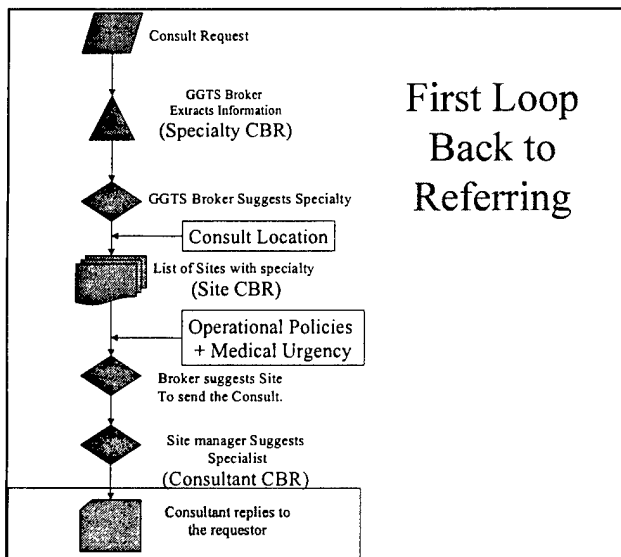 Consult Request
First Loop
Back to
Referring
GGTS Broker
Extracts Information
(Specialty CBR)
GGTS Broker Suggests Specialty
Consult Location
List of Sites with specialty
(Site CBR)
Operational Policies
+ Medical Urgency
Broker suggests Site
To send the Consult.
Site manager Suggests
Specialist
(Consultant CBR)
Consultant replies to
the requestor